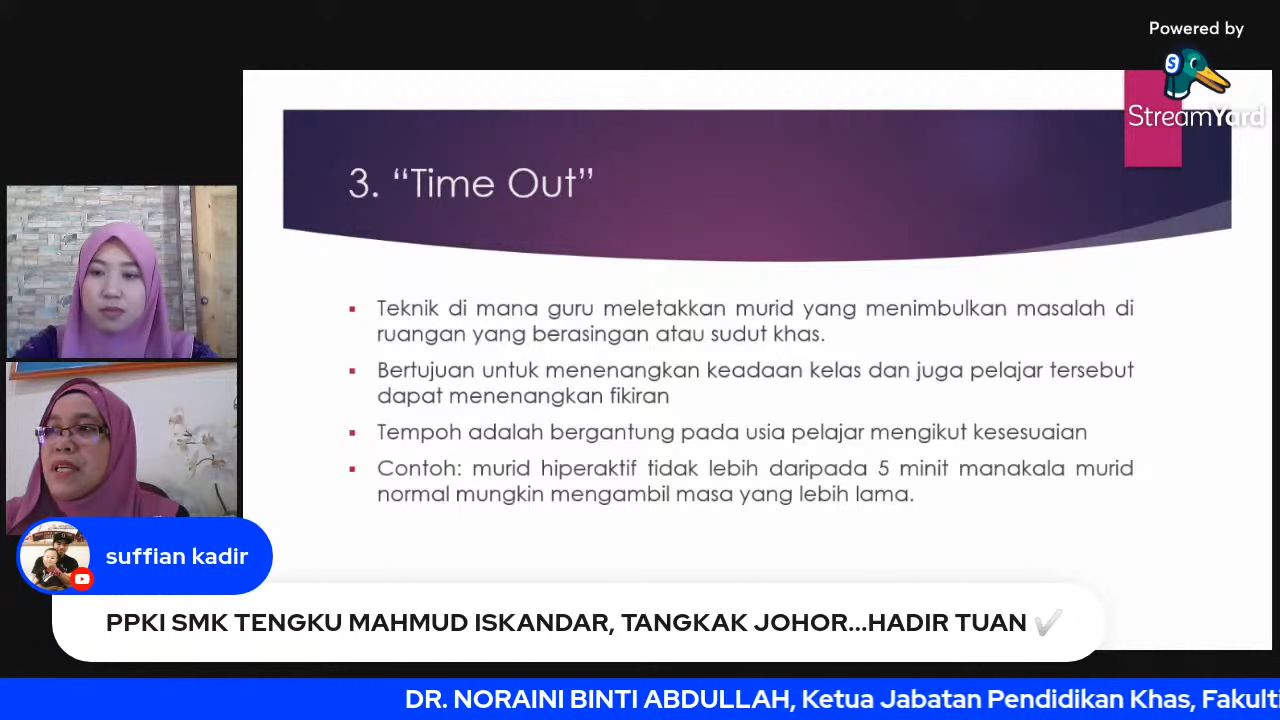 Powered by
StreamYard
3. “Time Out”
▪ Teknik di mana guru meletakkan murid yang menimbulkan masalah di
ruangan yang berasingan atau sudut khas.
▪ Bertujuan untuk menenangkan keadaan kelas dan juga pelajar tersebut
dapat menenangkan fikiran
▪ Tempoh adalah bergantung pada usia pelajar mengikut kesesuaian
▪ Contoh: murid hiperaktif tidak lebih daripada 5 minit manakala murid
normal mungkin mengambil masa yang lebih lama.
suffian kadir
PPKI SMK TENGKU MAHMUD ISKANDAR, TANGKAK JOHOR...HADIR TUAN ✔
DR. NORAINI BINTI ABDULLAH, Ketua Jabatan Pendidikan Khas, Fakulti